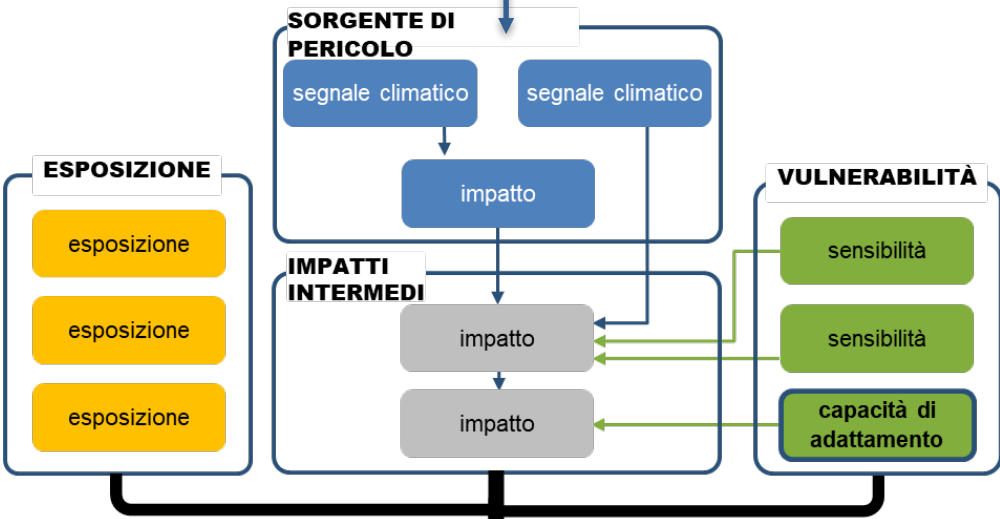 SORGENTE DI
PERICOLO
segnale climatico
segnale climatico
impatto
ESPOSIZIONE
esposizione
esposizione
esposizione
IMPATTI
INTERMEDI
impatto
impatto
VULNERABILITÀ
sensibilità
sensibilità
capacità di
adattamento